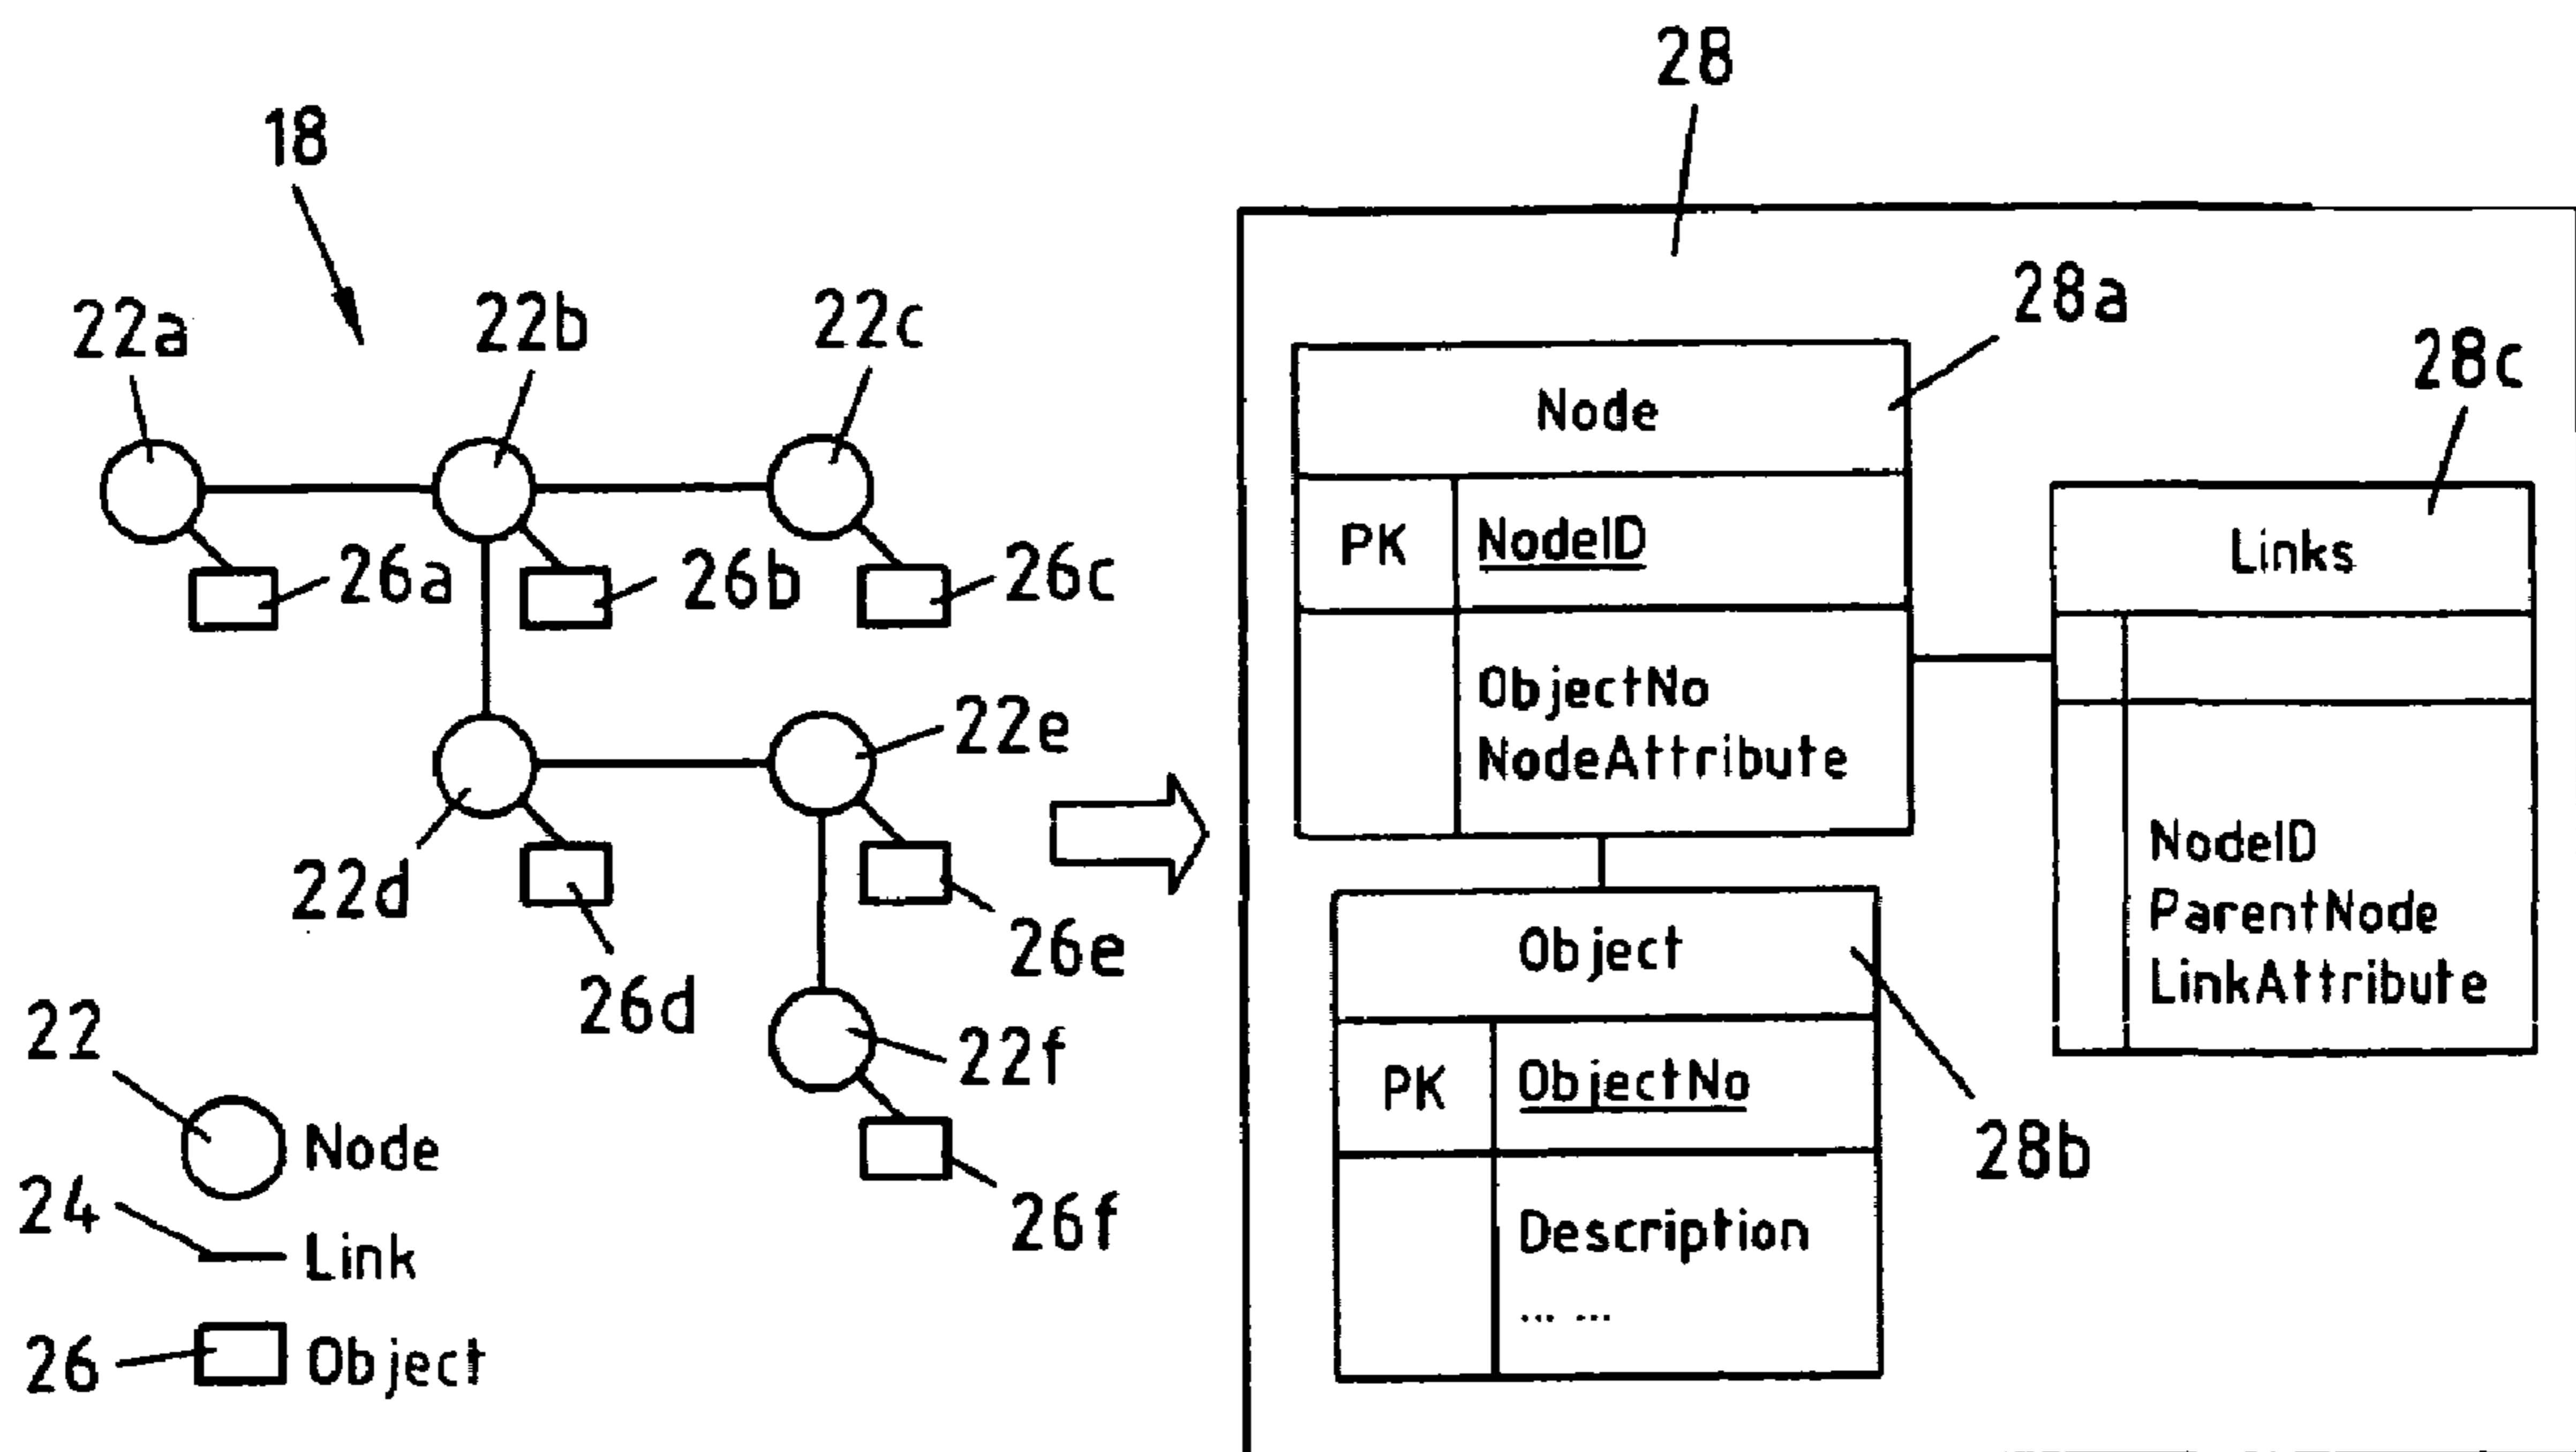 18
22a
22b
22c
26a
26b
26c
22e
22d
26d
26e
22f
26f
22
Node
24
Link
26
Object
28
28a
Node
PK
NodeID
ObjectNo
NodeAttribute
28c
Links
NodeID
ParentNode
LinkAttribute
Object
28b
PK
ObjectNo
Description
... ...